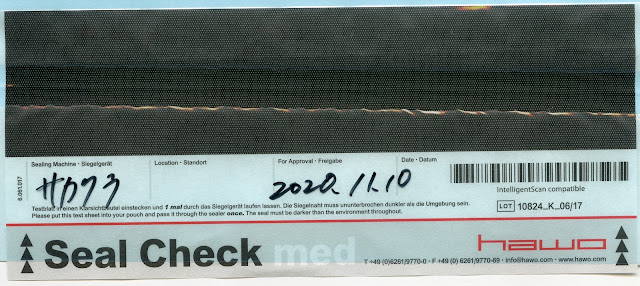 Sealing Machine • Siegelgerät
Location • Standort
For Approval • Freigabe
Date • Datum
6.061.017
2020.11.10
IntelligentScan compatible
LOT 10824_K_06/17
Testblatt in einen Klarsichtbeutel einstecken und 1 mal durch das Siegelgerät laufen lassen. Die Siegelnaht muss ununterbrochen dunkler als die Umgebung sein.
Please put this test sheet into your pouch and pass it through the sealer once. The seal must be darker than the environment throughout.
Seal Check med
hawo
T +49 (0)6261/9770-0 • F +49 (0) 6261/9770-69 • info@hawo.com • www.hawo.com